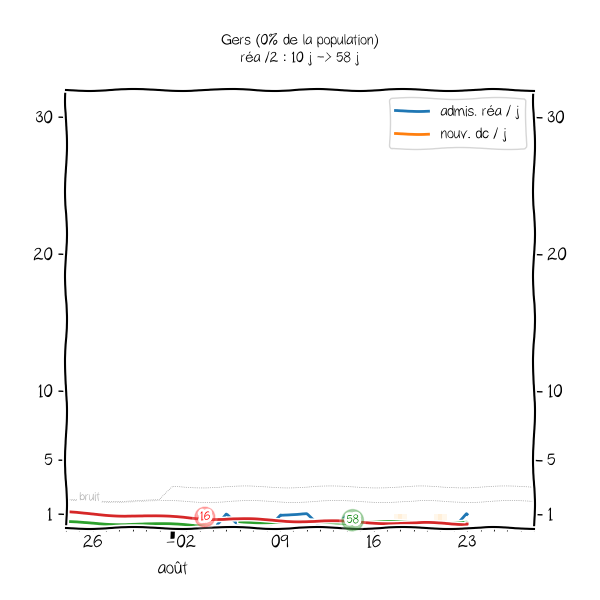 Gers (0% de la population)
réa /2 : 10 j -> 58 j
admis. réa / j
nouv. dc / j
30
30
20
20
10
10
5
5
bruit
1
16
58
1
26
02
09
16
23
août